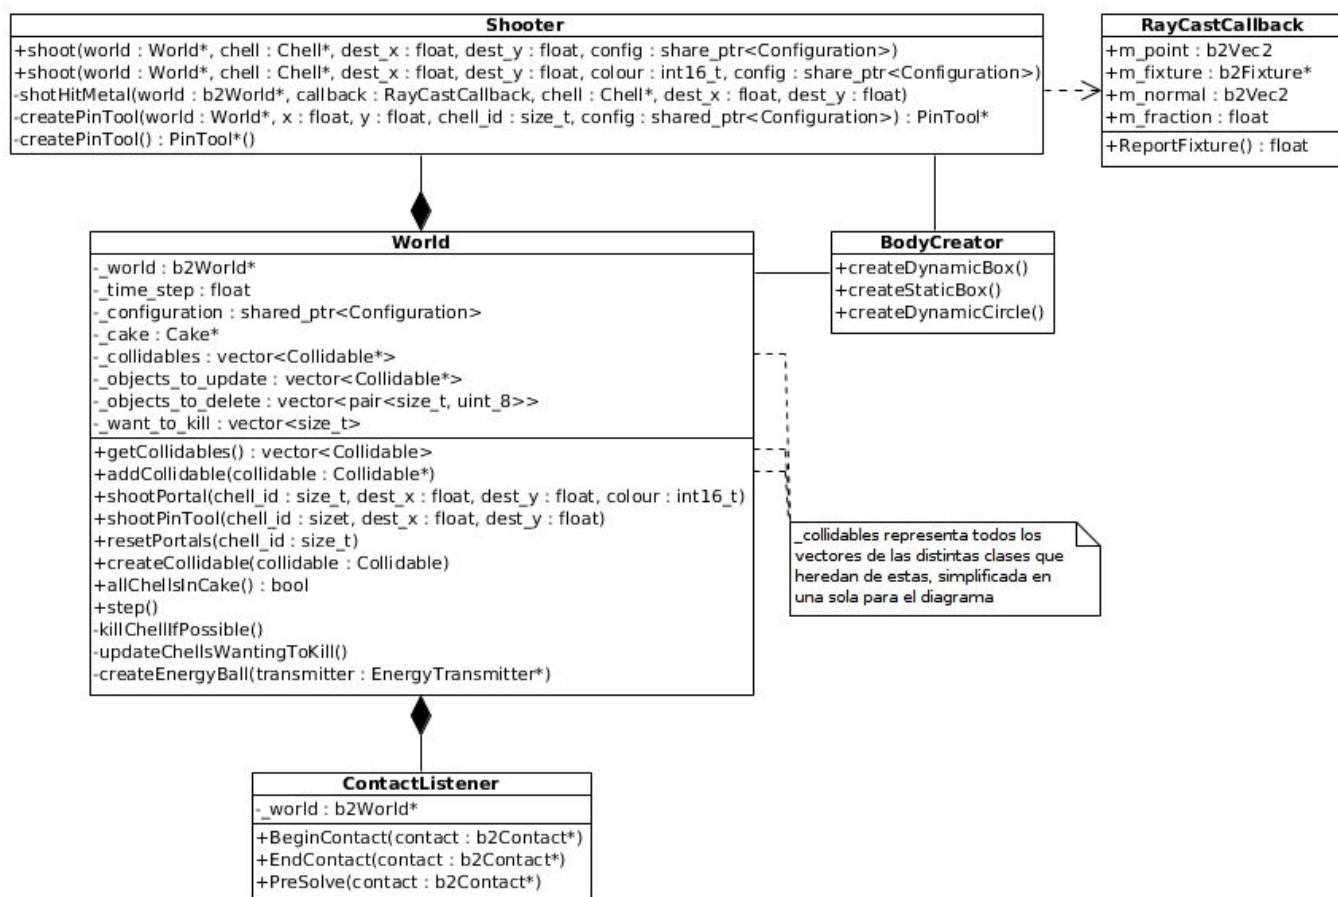 Shooter
+shoot(world : World*, chell : Chell*, dest_x : float, dest_y : float, config : share_ptr<Configuration>)
+shoot(world : World*, chell : Chell*, dest_x : float, dest_y : float, colour : int16_t, config : share_ptr<Configuration>)
-shotHitMetal(world : b2World*, callback : RayCastCallback, chell : Chell*, dest_x : float, dest_y : float)
-createPinTool(world : World*, x : float, y : float, chell_id : size_t, config : shared_ptr<Configuration>) : PinTool*
-createPinTool() : PinTool*()
RayCastCallback
+m_point : b2Vec2
+m_fixture : b2Fixture*
+m_normal : b2Vec2
+m_fraction : float
+ReportFixture() : float
World
-_world : b2World*
-_time_step : float
-_configuration : shared_ptr<Configuration>
-_cake : Cake*
-_collidables : vector<Collidable*>
-_objects_to_update : vector<Collidable*>
-_objects_to_delete : vector<pair<size_t, uint_8>>
-_want_to_kill : vector<size_t>
+getCollidables() : vector<Collidable>
+addCollidable(collidable : Collidable*)
+shootPortal(chell_id : size_t, dest_x : float, dest_y : float, colour : int16_t)
+shootPinTool(chell_id : sizet, dest_x : float, dest_y : float)
+resetPortals(chell_id : size_t)
+createCollidable(collidable : Collidable)
+allChellsInCake() : bool
+step()
-killChellIfPossible()
-updateChellsWantingToKill()
-createEnergyBall(transmitter : EnergyTransmitter*)
BodyCreator
+createDynamicBox()
+createStaticBox()
+createDynamicCircle()
_collidables representa todos los
vectores de las distintas clases que
heredan de estas, simplificada en
una sola para el diagrama
ContactListener
-_world : b2World*
+BeginContact(contact : b2Contact*)
+EndContact(contact : b2Contact*)
+PreSolve(contact : b2Contact*)